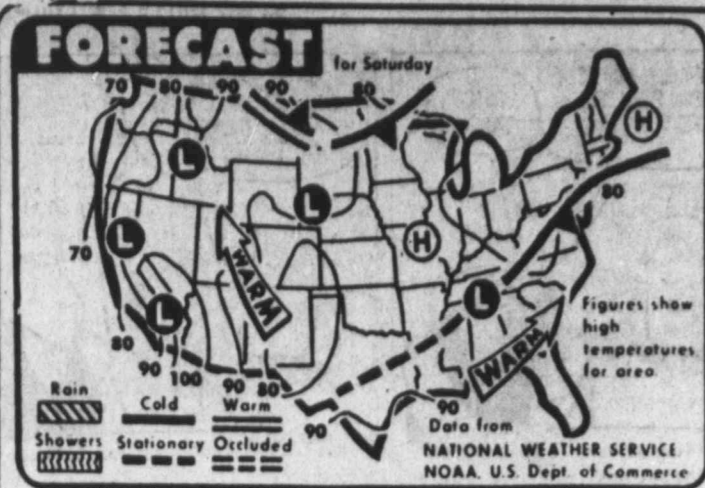 FORECAST
for Saturday
70 80 90 90 80
H
L
80
L
L
70
H
WARM
L
L
80
90
100
90
80
90
90
WARM
Figures show
high
temperatures
for area.
Rain
Cold
Warm
Showers
Stationary
Occluded
Data from
NATIONAL WEATHER SERVICE,
NOAA, U.S. Dept. of Commerce